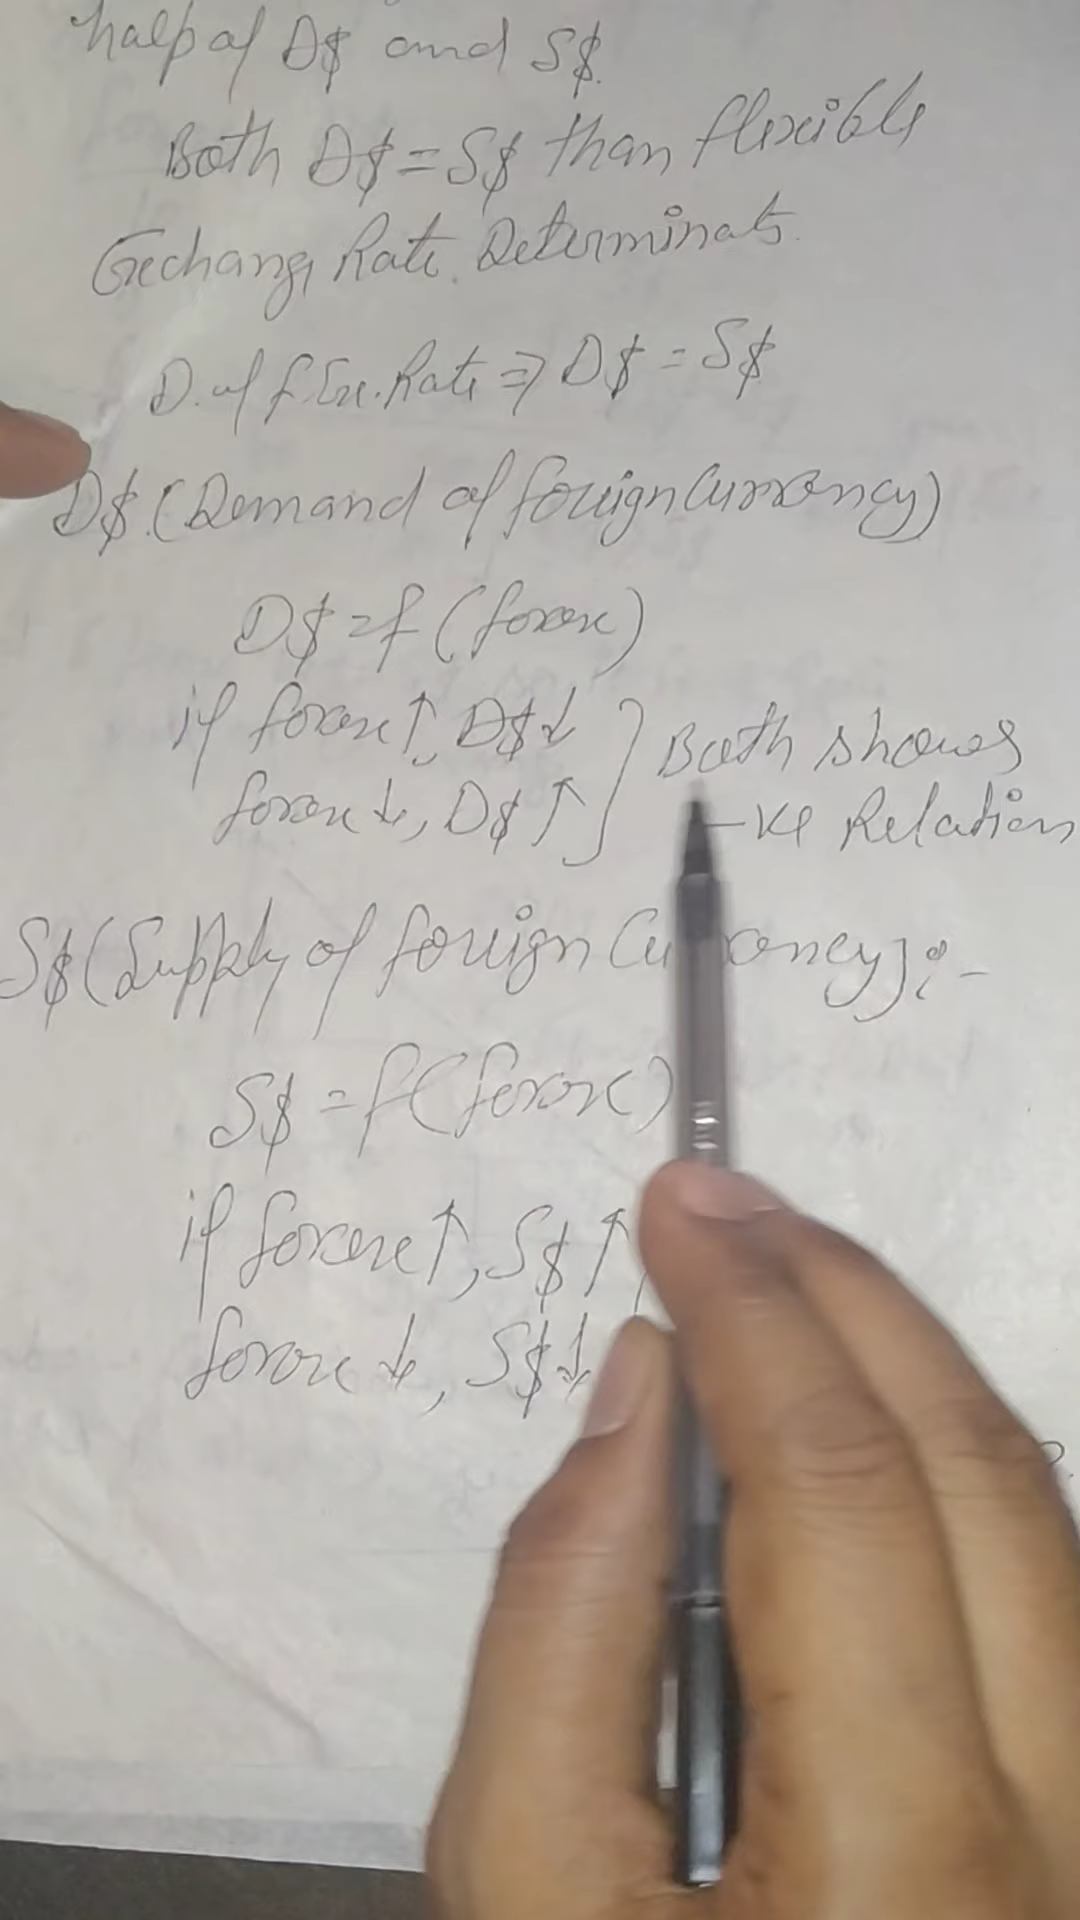 half of D$ and S$.
Both D$ = S$ than flexible
Exchang Rate Determinats.
D. of f. Ex. Rate ⇒ D$ = S$
D$ (Demand of foreign Currency)
D$ = f (forex)
if forex ↑, D$ ↓
forex ↓, D$ ↑ } Both shows
-ve Relation
S$ (Supply of foreign Currency) :-
S$ = f (forex)
if forex ↑, S$ ↑
forex ↓, S$ ↓